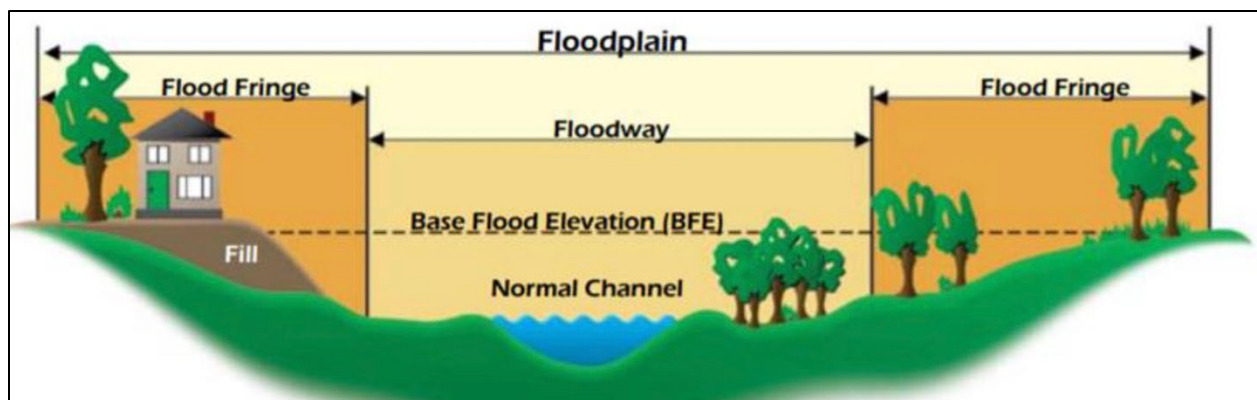 Floodplain
Flood Fringe
Flood Fringe
Floodway
Base Flood Elevation (BFE)
Fill
Normal Channel